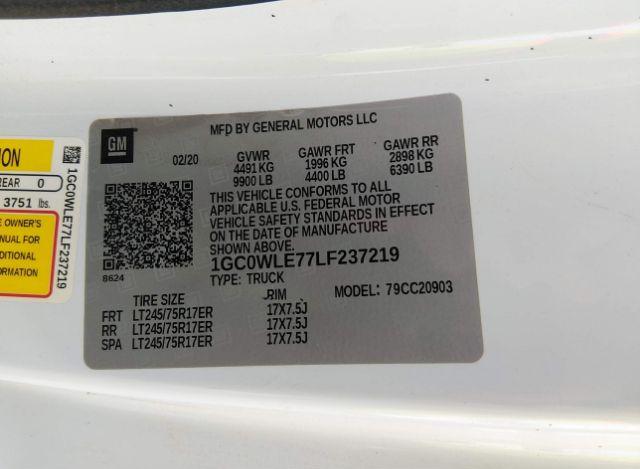 ION
REAR 0
3751 lbs.
E OWNER'S
ANUAL FOR
DITIONAL
ORMATION
1GC0WLE77LF237219
GM
MFD BY GENERAL MOTORS LLC
02/20 GVWR GAWR FRT GAWR RR
4491 KG 1996 KG 2898 KG
9900 LB 4400 LB 6390 LB
THIS VEHICLE CONFORMS TO ALL
APPLICABLE U.S. FEDERAL MOTOR
VEHICLE SAFETY STANDARDS IN EFFECT
ON THE DATE OF MANUFACTURE
SHOWN ABOVE.
1GC0WLE77LF237219
8624 TYPE: TRUCK
MODEL: 79CC20903
TIRE SIZE RIM
FRT LT245/75R17ER 17X7.5J
RR LT245/75R17ER 17X7.5J
SPA LT245/75R17ER 17X7.5J